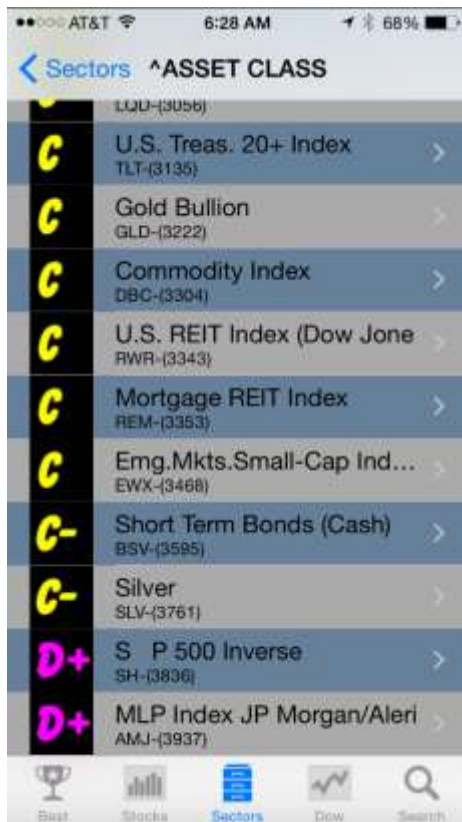 AT&T 6:28 AM 68%
Sectors ^ASSET CLASS
LQD-(3056)
C U.S. Treas. 20+ Index
TLT-(3135)
C Gold Bullion
GLD-(3222)
C Commodity Index
DBC-(3304)
C U.S. REIT Index (Dow Jone
RWR-(3343)
C Mortgage REIT Index
REM-(3353)
C Emg.Mkts.Small-Cap Ind...
EWX-(3468)
C- Short Term Bonds (Cash)
BSV-(3595)
C- Silver
SLV-(3761)
D+ S P 500 Inverse
SH-(3836)
D+ MLP Index JP Morgan/Aleri
AMJ-(3937)
Best Stocks Sectors Dow Search